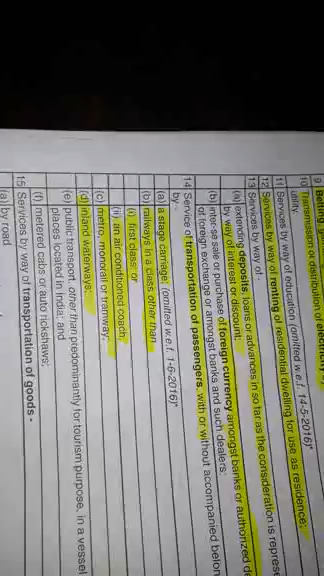 9 Betting, g
10 Transmission or distribution of electricity
utility;
11 Services by way of education (omitted w.e.f. 14-5-2016)*
12 Services by way of renting of residential dwelling for use as residence;
13 Services by way of
(a) extending deposits, loans or advances in so far as the consideration is represe
by way of interest or discount;
(b) inter-se sale or purchase of foreign currency amongst banks or authorized d
of foreign exchange or amongst banks and such dealers;
14 Service of transportation of passengers, with or without accompanied belon
by -
(a) a stage carriage; (omitted w.e.f. 1-6-2016)*
(b) railways in a class other than
(i) first class; or
(ii) an air conditioned coach;
(c) metro, monorail or tramway;
(d) inland waterways;
(e) public transport, other than predominantly for tourism purpose, in a vessel
places located in India; and
(f) metered cabs or auto rickshaws;
15 Services by way of transportation of goods -
(a) by road